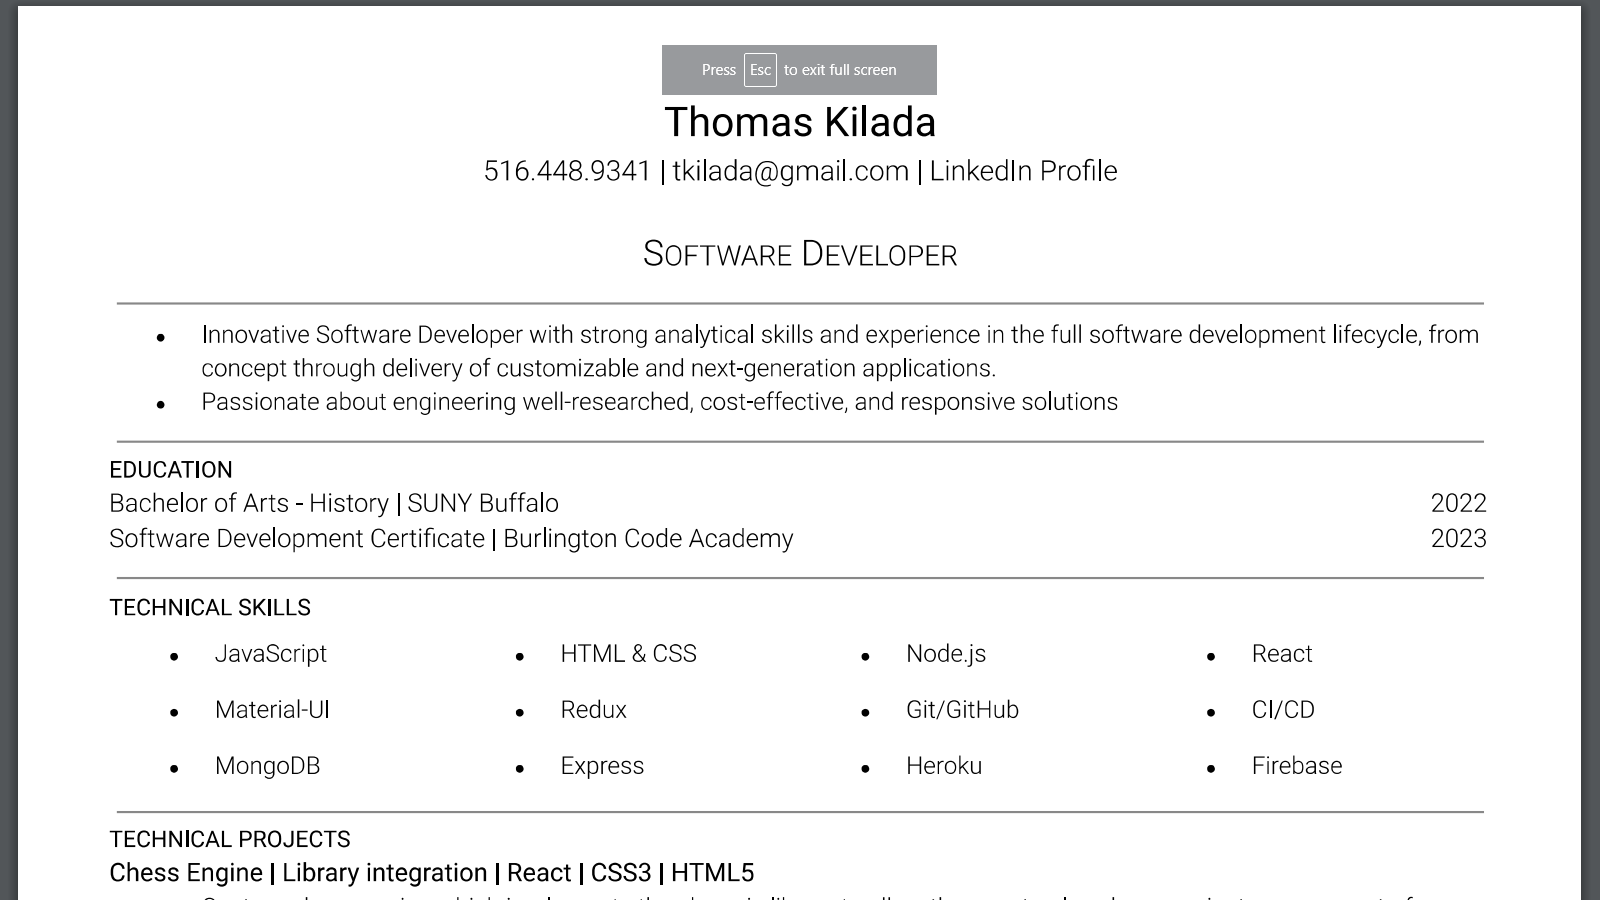 Press Esc to exit full screen
Thomas Kilada
516.448.9341 | tkilada@gmail.com | LinkedIn Profile
SOFTWARE DEVELOPER
• Innovative Software Developer with strong analytical skills and experience in the full software development lifecycle, from
concept through delivery of customizable and next-generation applications.
• Passionate about engineering well-researched, cost-effective, and responsive solutions
EDUCATION
Bachelor of Arts - History | SUNY Buffalo 2022
Software Development Certificate | Burlington Code Academy 2023
TECHNICAL SKILLS
• JavaScript • HTML & CSS • Node.js • React
• Material-UI • Redux • Git/GitHub • CI/CD
• MongoDB • Express • Heroku • Firebase
TECHNICAL PROJECTS
Chess Engine | Library integration | React | CSS3 | HTML5